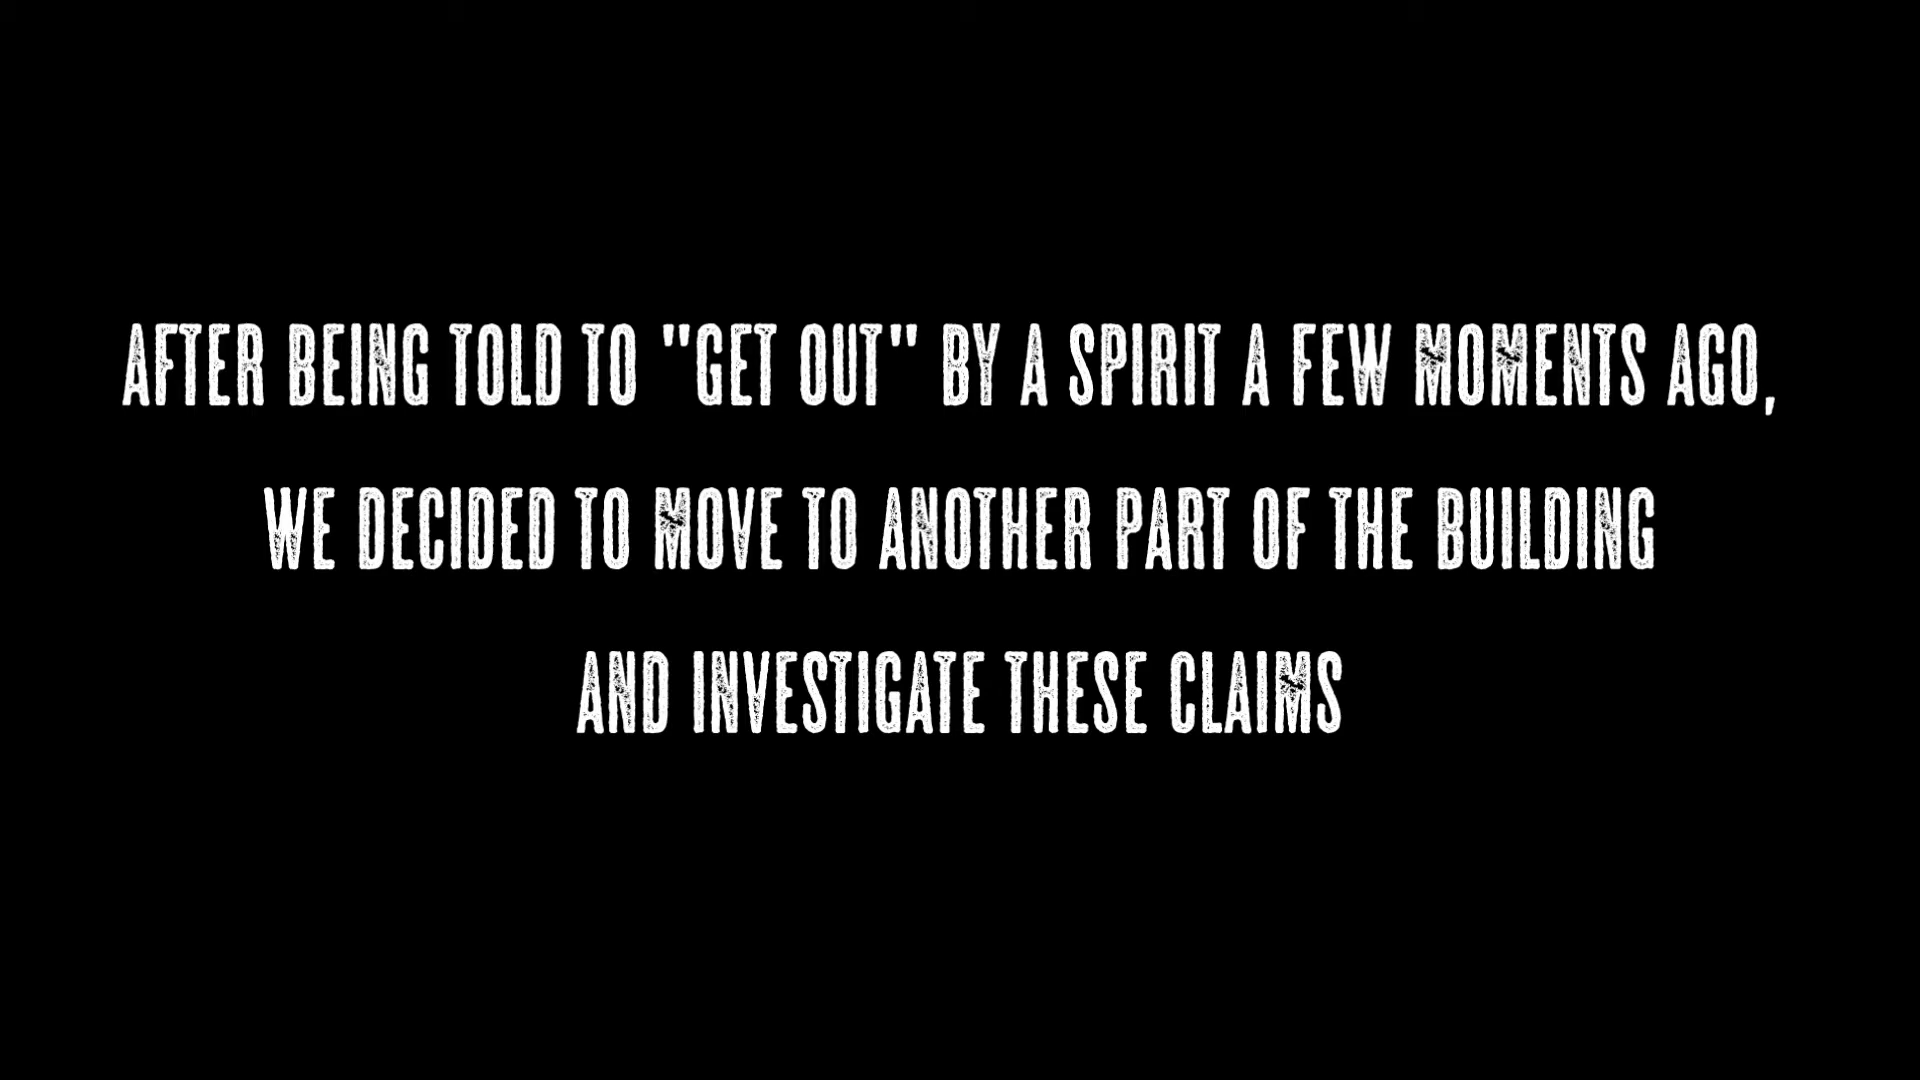 AFTER BEING TOLD TO "GET OUT" BY A SPIRIT A FEW MOMENTS AGO,
WE DECIDED TO MOVE TO ANOTHER PART OF THE BUILDING
AND INVESTIGATE THESE CLAIMS